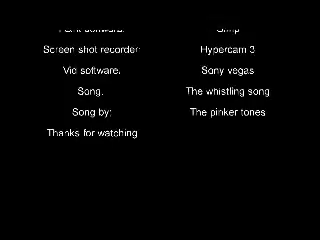 Gimp
Screen shot recorder: Hypercam 3
Vid software. Sony vegas
Song. The whistling song
Song by: The pinker tones
Thanks for watching